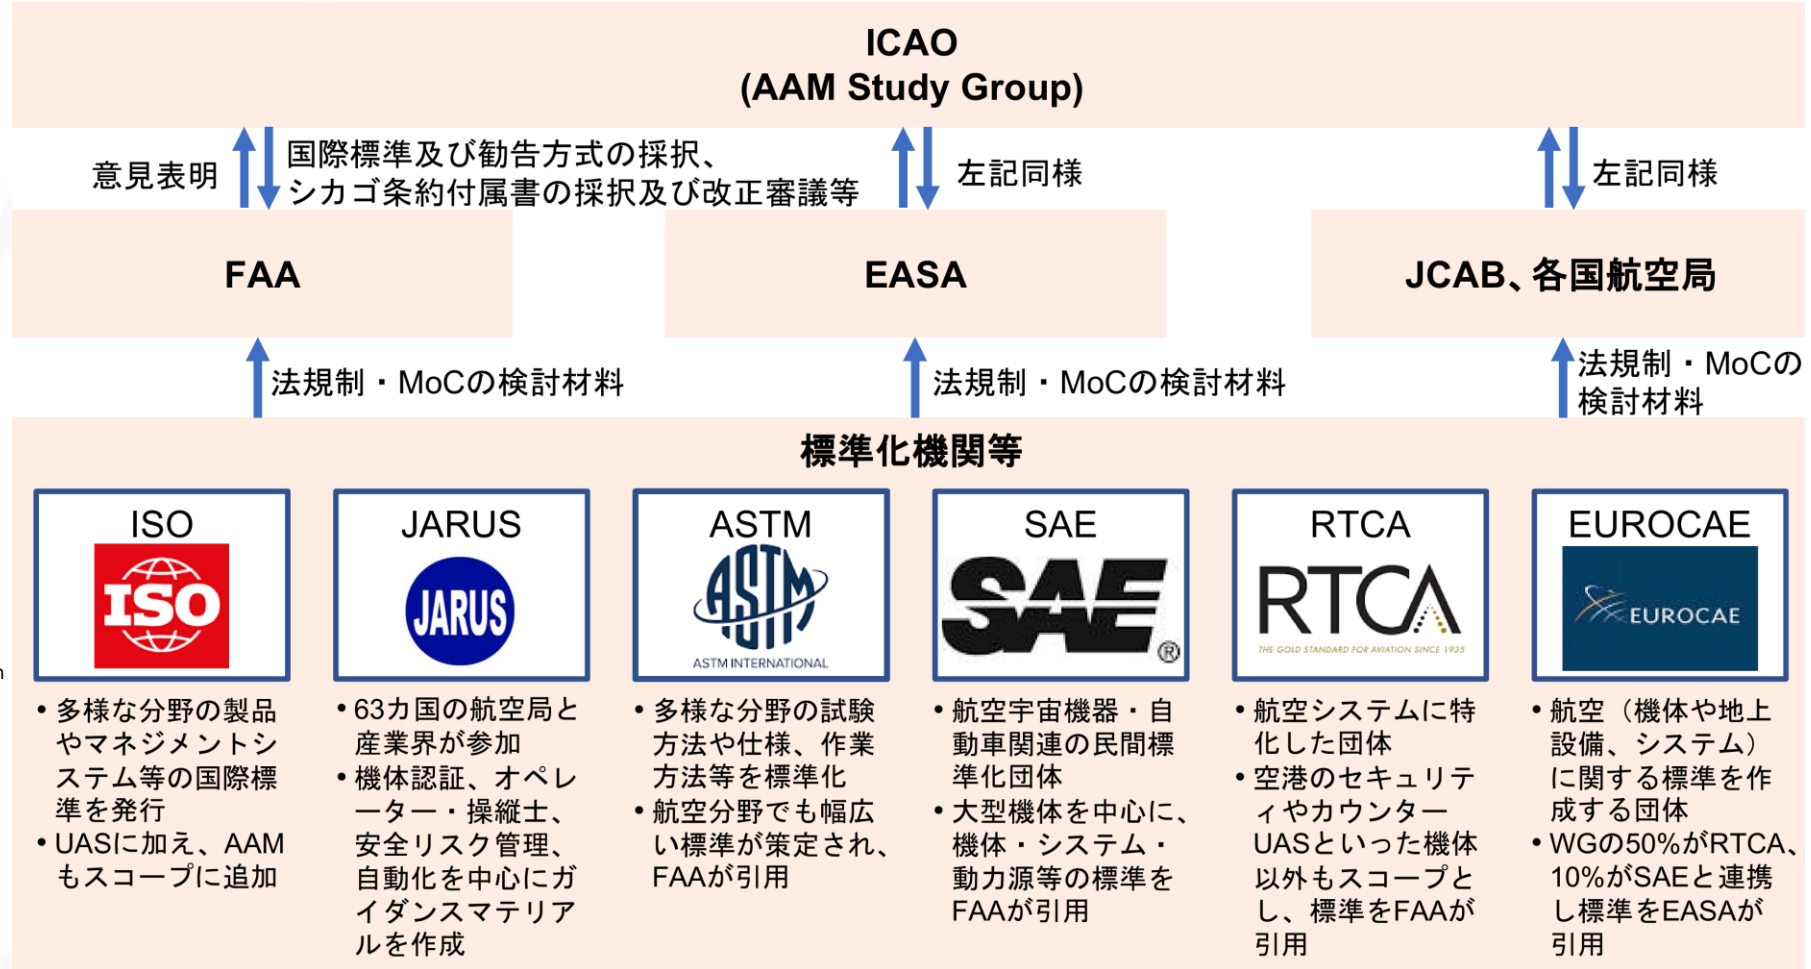 ICAO
(AAM Study Group)
意見表明
国際標準及び勧告方式の採択、
シカゴ条約付属書の採択及び改正審議等
左記同様
左記同様
FAA
EASA
JCAB、各国航空局
法規制・MoCの検討材料
法規制・MoCの検討材料
法規制・MoCの
検討材料
標準化機関等
ISO
ISO
・多様な分野の製品
やマネジメントシ
ステム等の国際標
準を発行
・UASに加え、AAM
もスコープに追加
JARUS
JARUS
・63カ国の航空局と
産業界が参加
・機体認証、オペレ
ーター・操縦士、
安全リスク管理、
自動化を中心にガ
イダンスマテリア
ルを作成
ASTM
ASTM
ASTM INTERNATIONAL
・多様な分野の試験
方法や仕様、作業
方法等を標準化
・航空分野でも幅広
い標準が策定され、
FAAが引用
SAE
SAE®
・航空宇宙機器・自
動車関連の民間標
準化団体
・大型機体を中心に、
機体・システム・
動力源等の標準を
FAAが引用
RTCA
RTCA
THE GOLD STANDARD FOR AVIATION SINCE 1935
・航空システムに特
化した団体
・空港のセキュリテ
ィやカウンター
UASといった機体
以外もスコープと
し、標準をFAAが
引用
EUROCAE
EUROCAE
・航空（機体や地上
設備、システム）
に関する標準を作
成する団体
・WGの50%がRTCA、
10%がSAEと連携
し標準をEASAが
引用